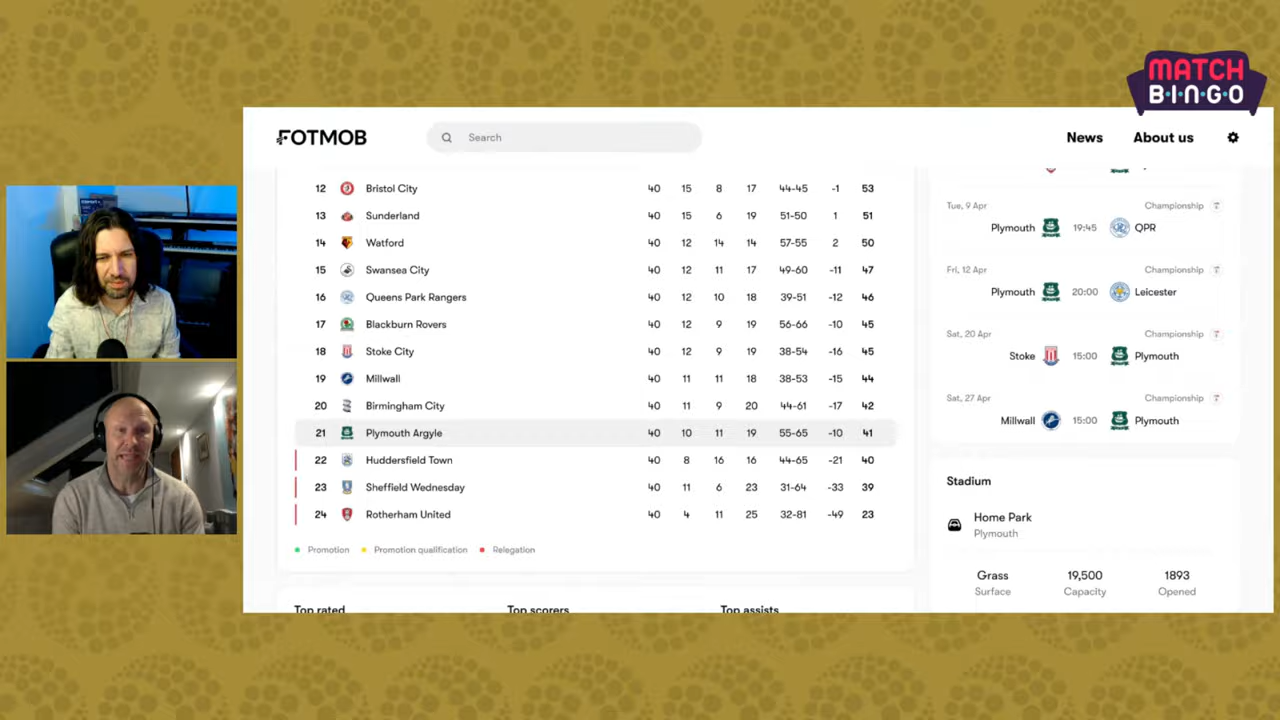 MATCH
B·I·N·G·O
FOTMOB
Search
News
About us
12 Bristol City 40 15 8 17 44-45 -1 53
13 Sunderland 40 15 6 19 51-50 1 51
14 Watford 40 12 14 14 57-55 2 50
15 Swansea City 40 12 11 17 49-60 -11 47
16 Queens Park Rangers 40 12 10 18 39-51 -12 46
17 Blackburn Rovers 40 12 9 19 56-66 -10 45
18 Stoke City 40 12 9 19 38-54 -16 45
19 Millwall 40 11 11 18 38-53 -15 44
20 Birmingham City 40 11 9 20 44-61 -17 42
21 Plymouth Argyle 40 10 11 19 55-65 -10 41
22 Huddersfield Town 40 8 16 16 44-65 -21 40
23 Sheffield Wednesday 40 11 6 23 31-64 -33 39
24 Rotherham United 40 4 11 25 32-81 -49 23
Promotion Promotion qualification Relegation
Top rated Top scorers Top assists
Tue, 9 Apr Championship
Plymouth 19:45 QPR
Fri, 12 Apr Championship
Plymouth 20:00 Leicester
Sat, 20 Apr Championship
Stoke 15:00 Plymouth
Sat, 27 Apr Championship
Millwall 15:00 Plymouth
Stadium
Home Park
Plymouth
Grass 19,500 1893
Surface Capacity Opened